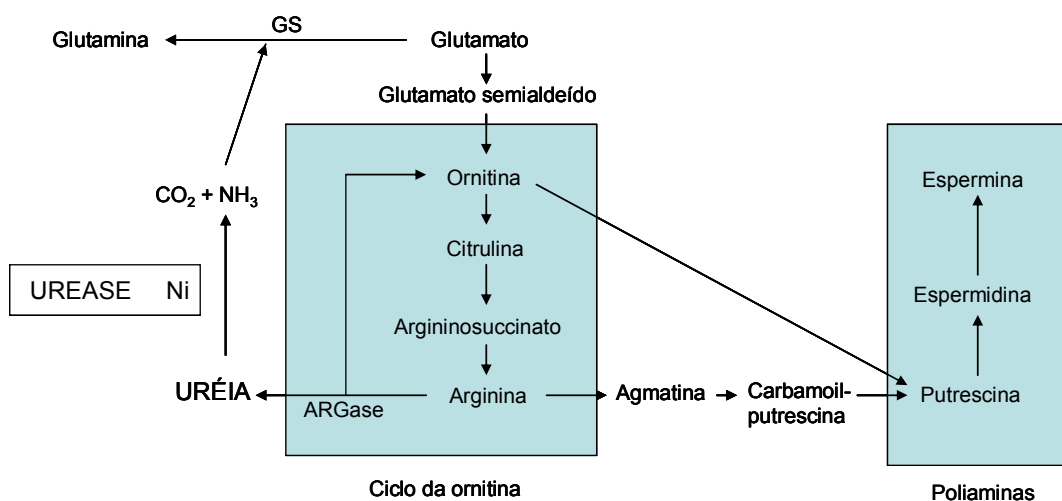 GS
Glutamina
Glutamato
Glutamato semialdeído
Ornitina
Espermina
CO₂ + NH₃
Citrulina
UREASE Ni
Espermidina
Argininosuccinato
URÉIA
ARGase
Arginina
Agmatina
Carbamoil-
putrescina
Putrescina
Ciclo da ornitina
Poliaminas